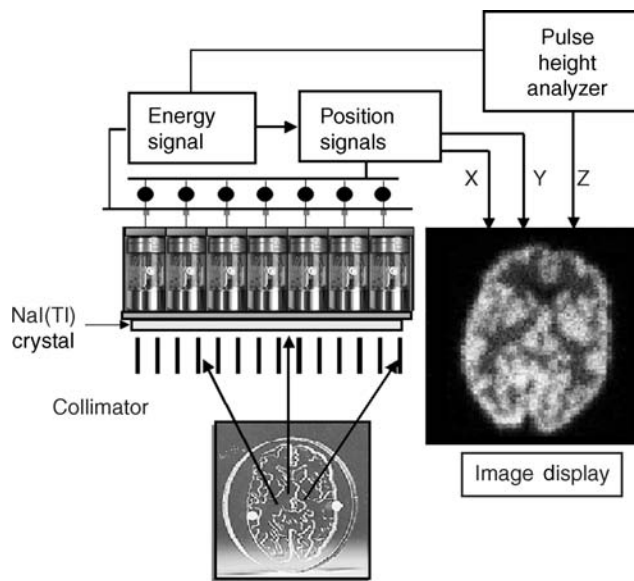 Pulse
height
analyzer
Energy
signal
Position
signals
X
Y
Z
NaI(Tl)
crystal
Collimator
Image display